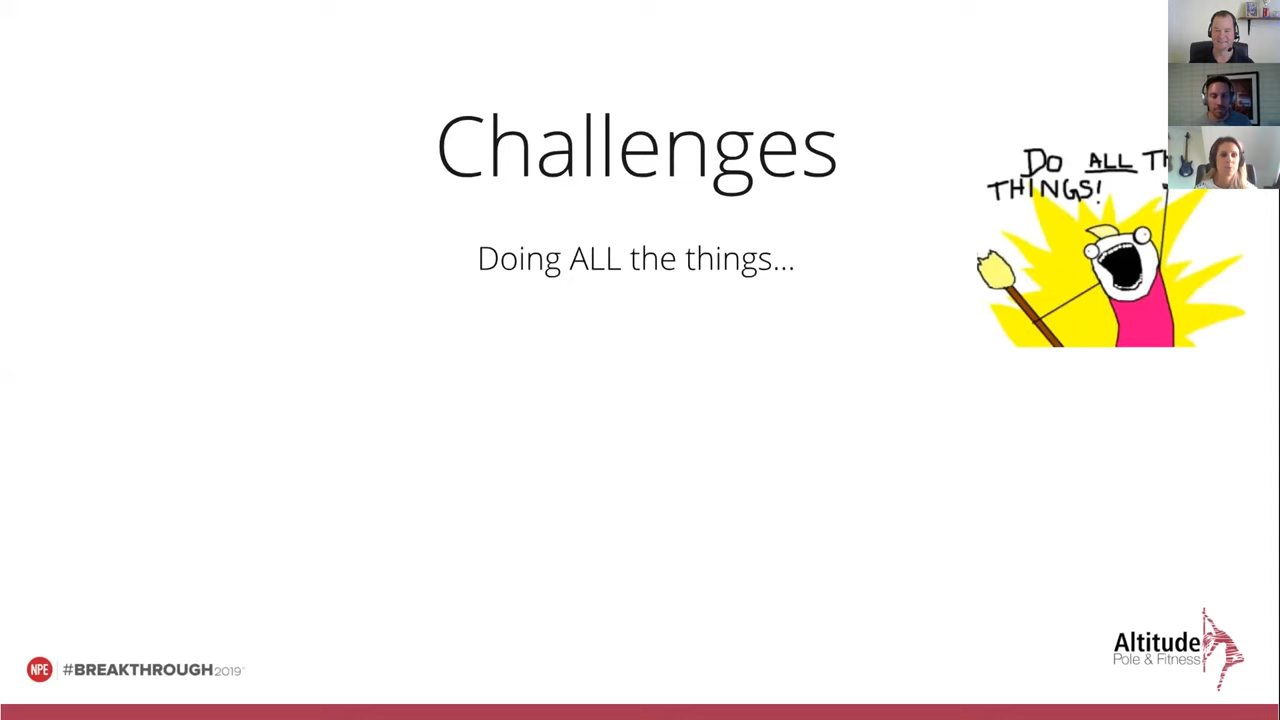 Challenges
Doing ALL the things...
DO ALL TH
THINGS!
NPE #BREAKTHROUGH2019
Altitude
Pole & Fitness